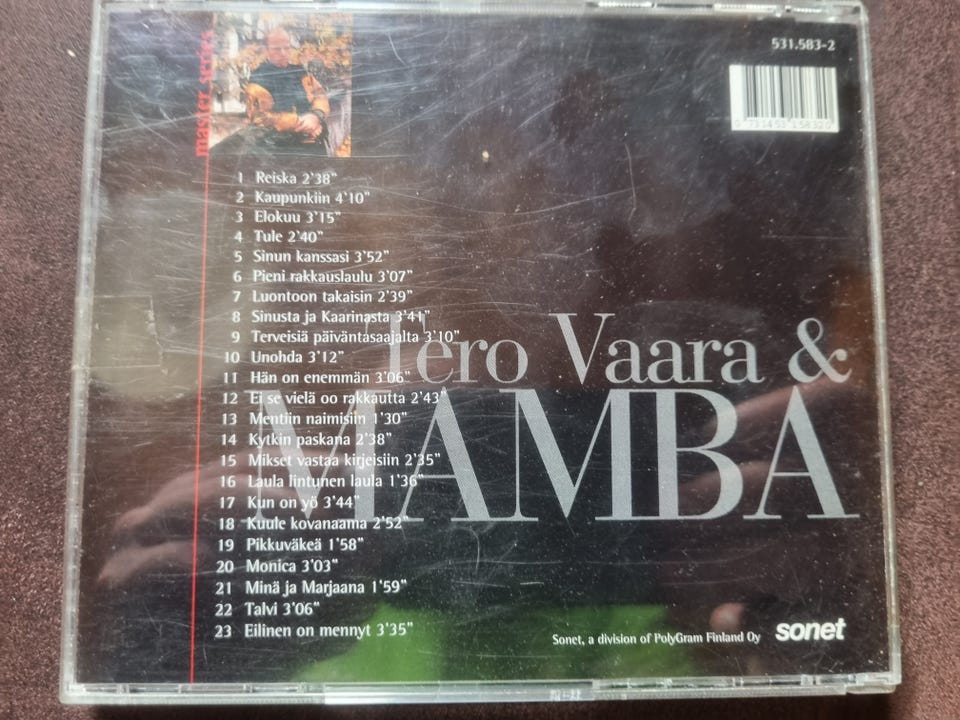 master series
531.583-2
0 731453 158320
1 Reiska 2'38"
2 Kaupunkiin 4'10"
3 Elokuu 3'15"
4 Tule 2'40"
5 Sinun kanssasi 3'52"
6 Pieni rakkauslaulu 3'07"
7 Luontoon takaisin 2'39"
8 Sinusta ja Kaarinasta 3'41"
9 Terveisiä päiväntasaajalta 3'10"
10 Unohda 3'12"
11 Hän on enemmän 3'06"
12 Ei se vielä oo rakkautta 2'43"
13 Mentiin naimisiin 1'30"
14 Kytkin paskana 2'38"
15 Mikset vastaa kirjeisiin 2'35"
16 Laula lintunen laula 1'36"
17 Kun on yö 3'44"
18 Kuule kovanaama 2'52"
19 Pikkuväkeä 1'58"
20 Monica 3'03"
21 Minä ja Marjaana 1'59"
22 Talvi 3'06"
23 Eilinen on mennyt 3'35"
Tero Vaara &
MAMBA
Sonet, a division of PolyGram Finland Oy
sonet